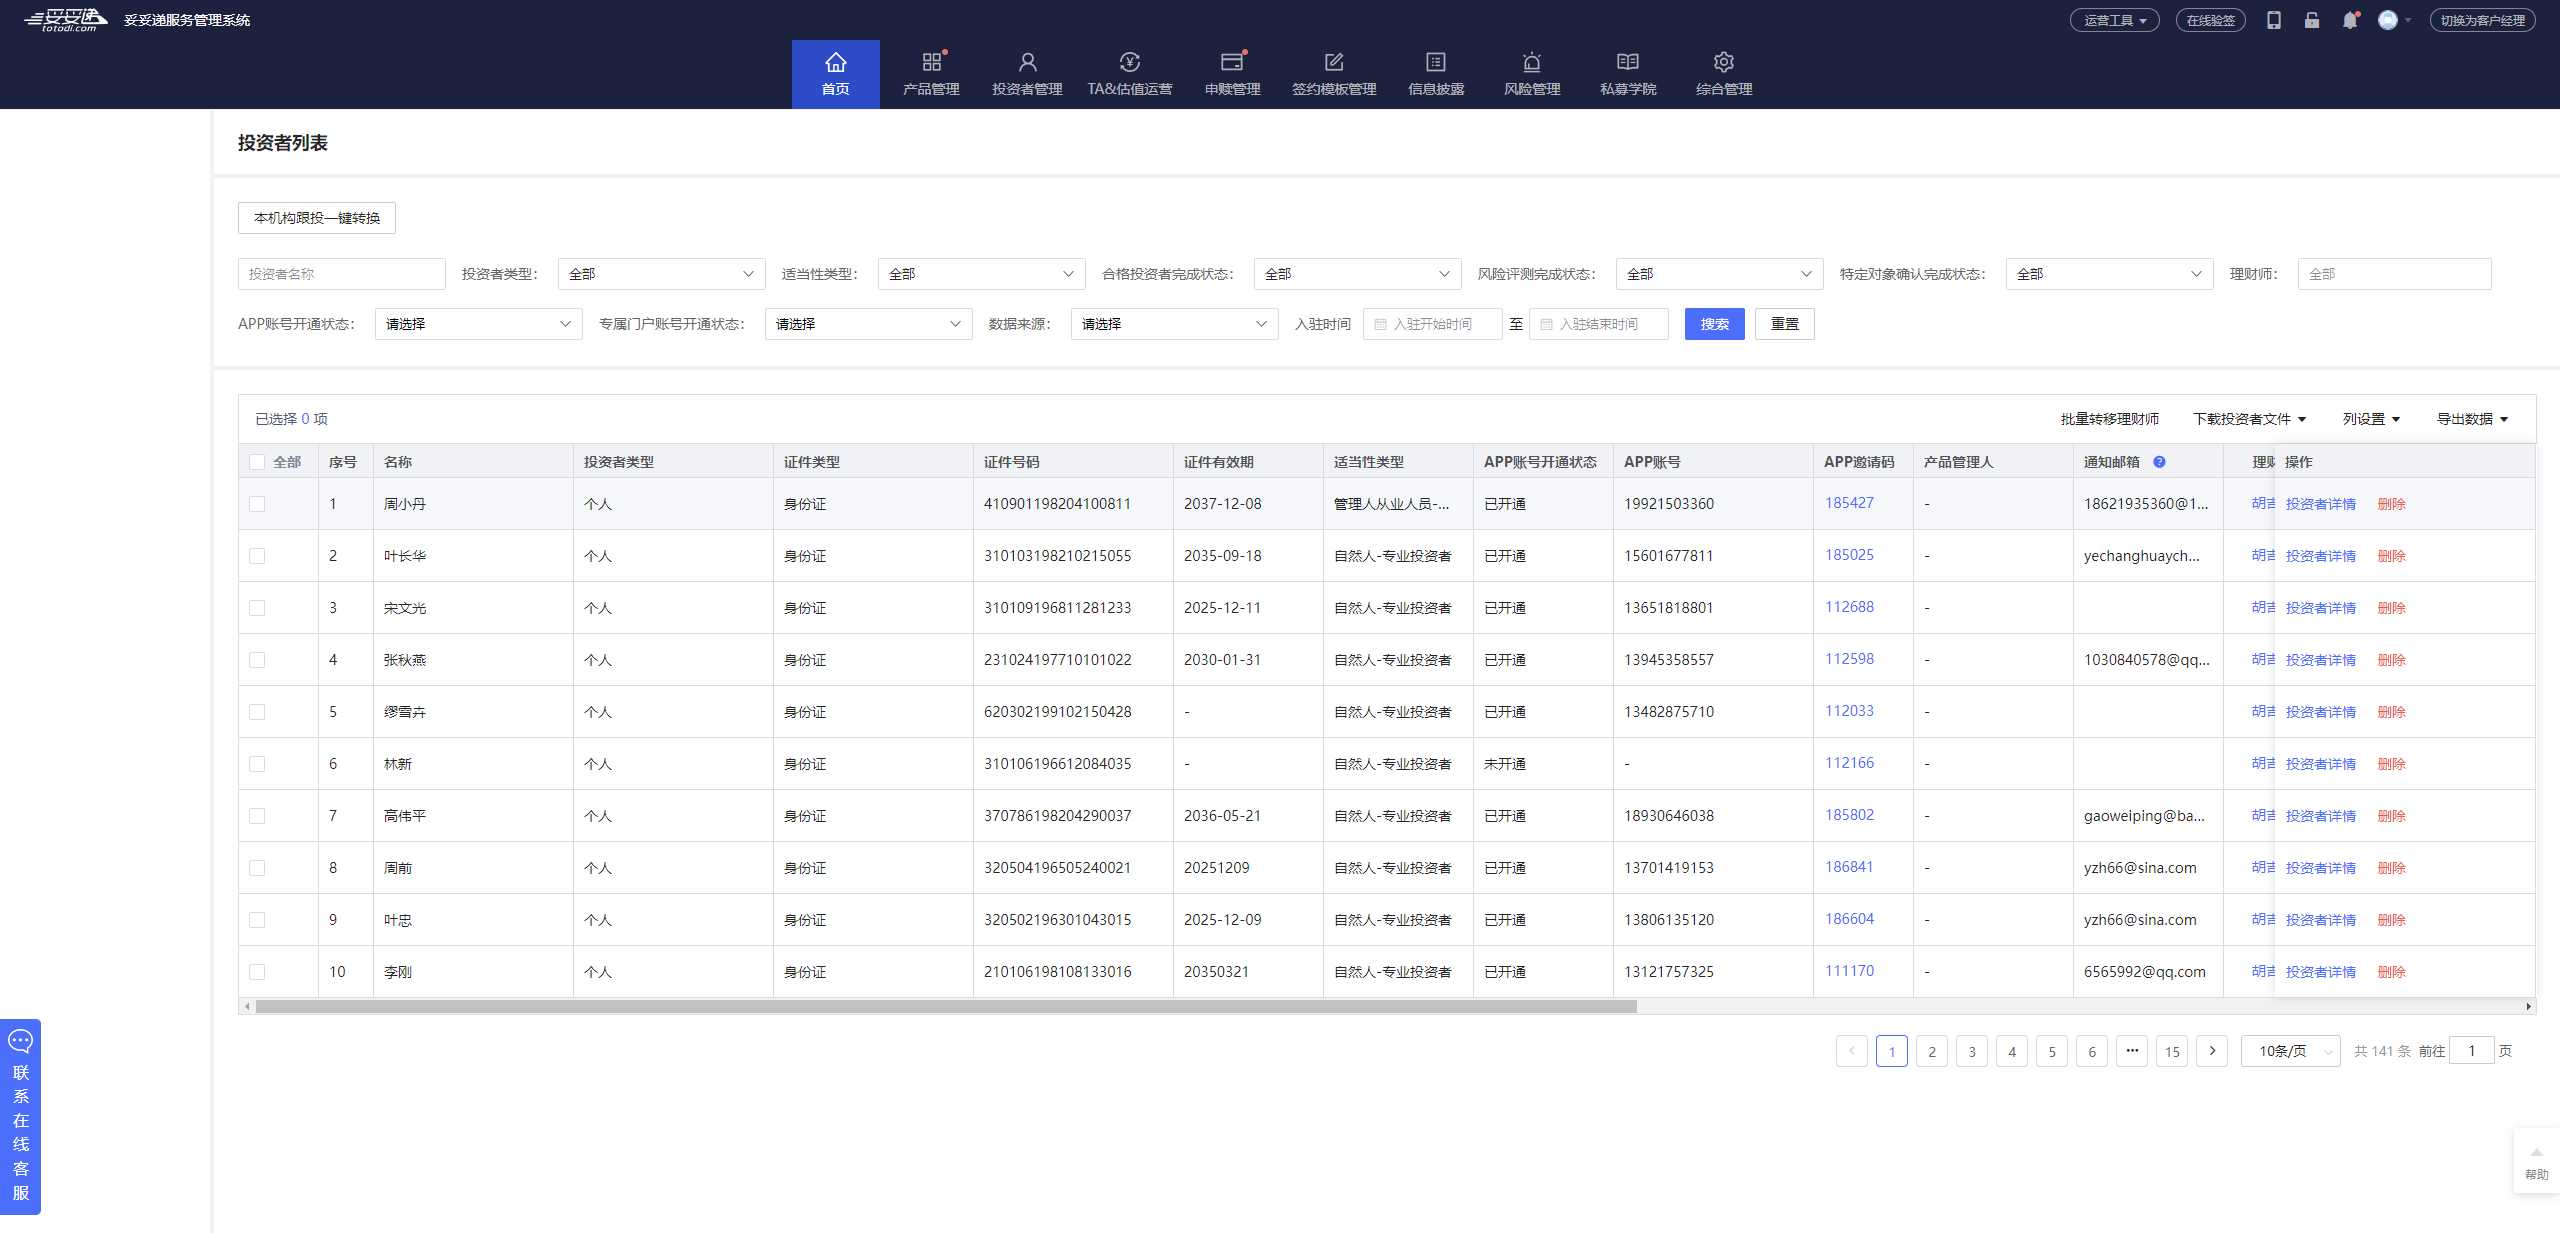 妥妥递 totodi.com 妥妥递服务管理系统 运营工具 在线验签 切换为客户经理
首页 产品管理 投资者管理 TA&估值运营 申赎管理 签约模板管理 信息披露 风险管理 私募学院 综合管理
投资者列表
本机构跟投一键转换
投资者名称 投资者类型： 全部 适当性类型： 全部 合格投资者完成状态： 全部 风险评测完成状态： 全部 特定对象确认完成状态： 全部 理财师： 全部
APP账号开通状态： 请选择 专属门户账号开通状态： 请选择 数据来源： 请选择 入驻时间 入驻开始时间 至 入驻结束时间 搜索 重置
已选择 0 项 批量转移理财师 下载投资者文件 列设置 导出数据
全部 序号 名称 投资者类型 证件类型 证件号码 证件有效期 适当性类型 APP账号开通状态 APP账号 APP邀请码 产品管理人 通知邮箱 ? 理财 操作
1 周小丹 个人 身份证 410901198204100811 2037-12-08 管理人从业人员-... 已开通 19921503360 185427 - 18621935360@1... 胡吉 投资者详情 删除
2 叶长华 个人 身份证 310103198210215055 2035-09-18 自然人-专业投资者 已开通 15601677811 185025 - yechanghuaych... 胡吉 投资者详情 删除
3 宋文光 个人 身份证 310109196811281233 2025-12-11 自然人-专业投资者 已开通 13651818801 112688 - 胡吉 投资者详情 删除
4 张秋燕 个人 身份证 231024197710101022 2030-01-31 自然人-专业投资者 已开通 13945358557 112598 - 1030840578@qq... 胡吉 投资者详情 删除
5 缪雪卉 个人 身份证 620302199102150428 - 自然人-专业投资者 已开通 13482875710 112033 - 胡吉 投资者详情 删除
6 林新 个人 身份证 310106196612084035 - 自然人-专业投资者 未开通 - 112166 - 胡吉 投资者详情 删除
7 高伟平 个人 身份证 370786198204290037 2036-05-21 自然人-专业投资者 已开通 18930646038 185802 - gaoweiping@ba... 胡吉 投资者详情 删除
8 周前 个人 身份证 320504196505240021 20251209 自然人-专业投资者 已开通 13701419153 186841 - yzh66@sina.com 胡吉 投资者详情 删除
9 叶忠 个人 身份证 320502196301043015 2025-12-09 自然人-专业投资者 已开通 13806135120 186604 - yzh66@sina.com 胡吉 投资者详情 删除
10 李刚 个人 身份证 210106198108133016 20350321 自然人-专业投资者 已开通 13121757325 111170 - 6565992@qq.com 胡吉 投资者详情 删除
1 2 3 4 5 6 ... 15 10条/页 共 141 条 前往 1 页
联
系
在
线
客
服
帮助